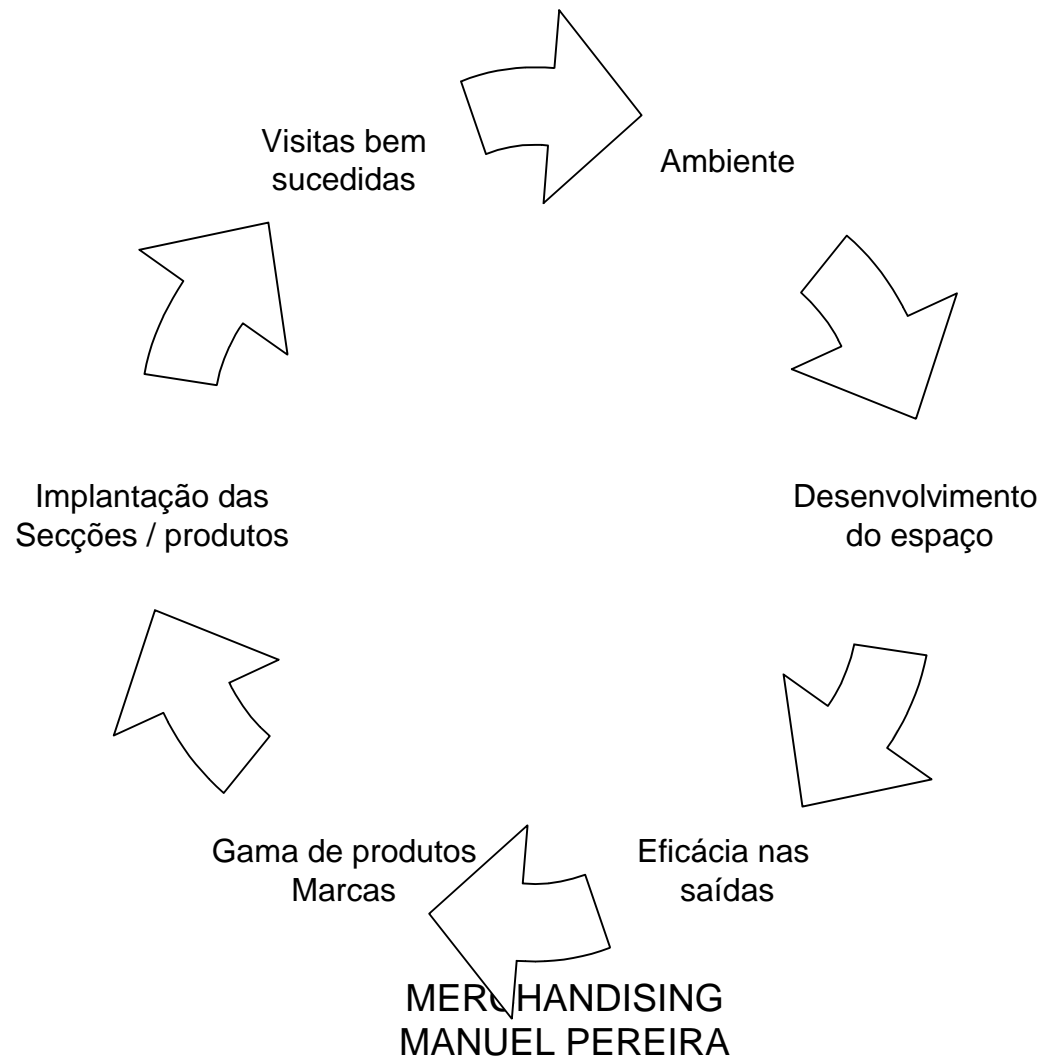 Visitas bem
sucedidas
Ambiente
Implantação das
Secções / produtos
Desenvolvimento
do espaço
Gama de produtos
Marcas
Eficácia nas
saídas
MERCHANDISING
MANUEL PEREIRA